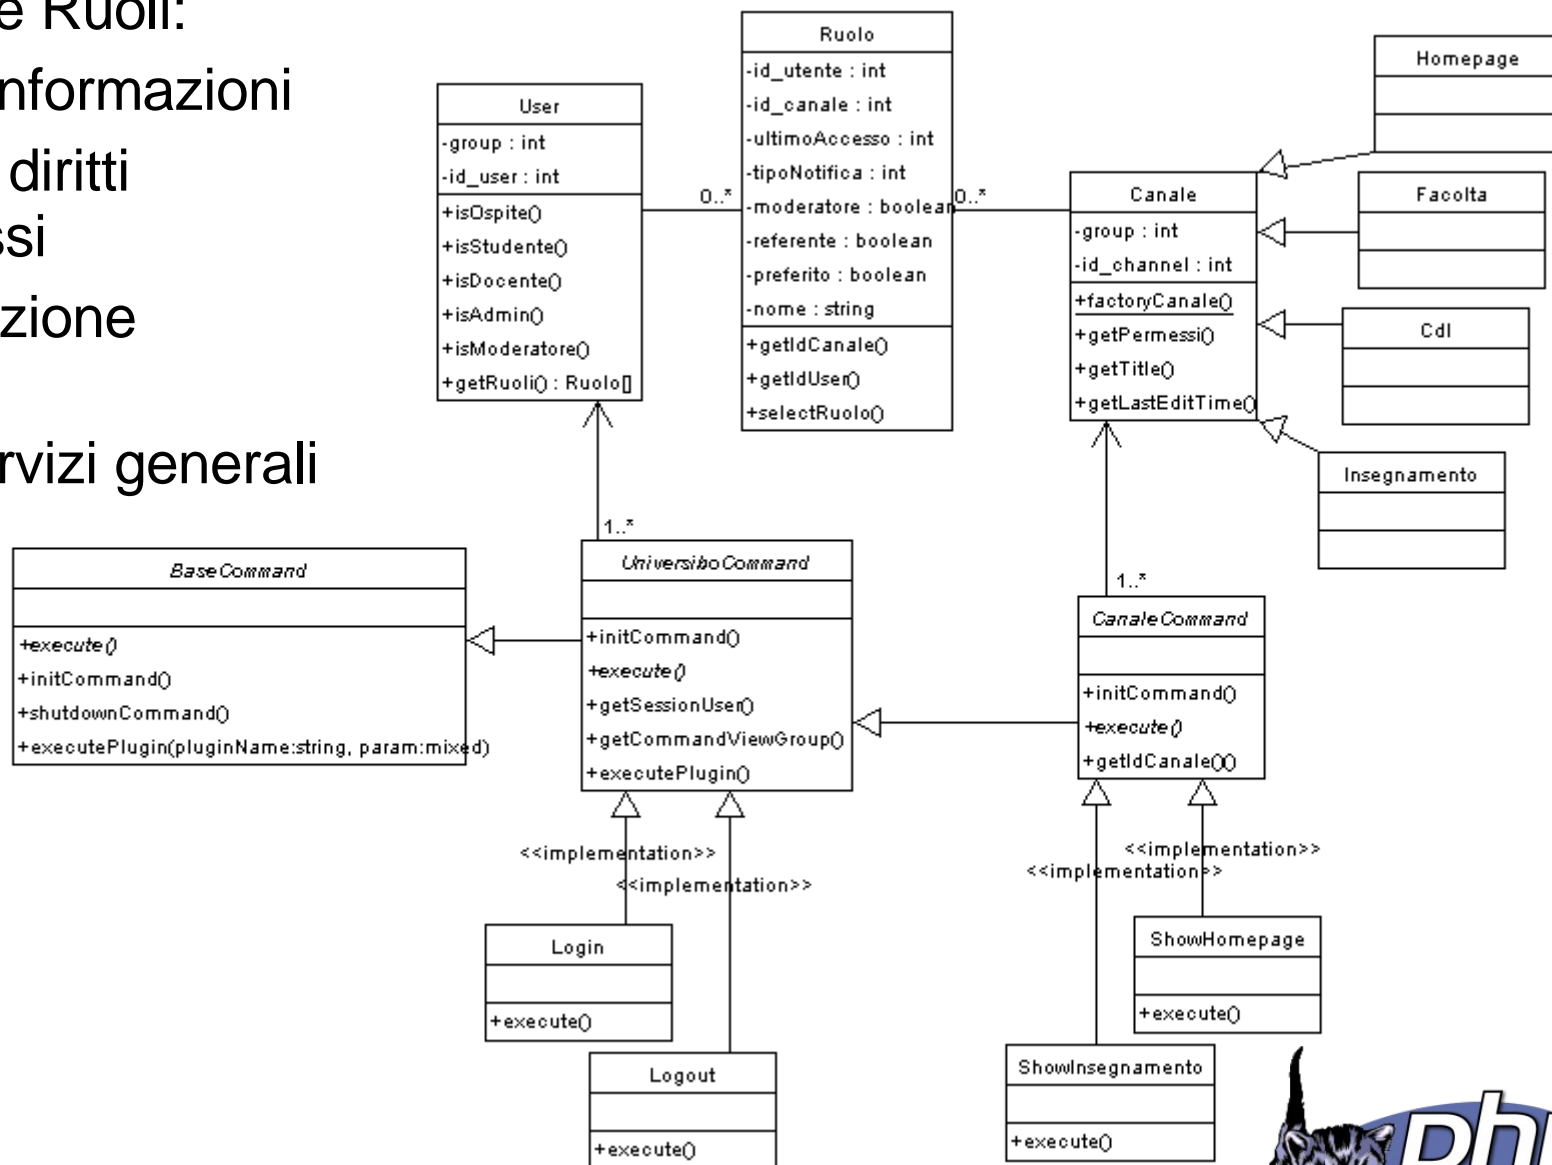 e Ruoli:
nformazioni
diritti
ssi
zione
rvizi generali
User
-group : int
-id_user : int
+isOspite()
+isStudente()
+isDocente()
+isAdmin()
+isModeratore()
+getRuoli() : Ruolo[]
0..*
Ruolo
-id_utente : int
-id_canale : int
-ultimoAccesso : int
-tipoNotifica : int
-moderatore : boolean
-referente : boolean
-preferito : boolean
-nome : string
+getIdCanale()
+getIdUser()
+selectRuolo()
0..*
Canale
-group : int
-id_channel : int
+factoryCanale()
+getPermessi()
+getTitle()
+getLastEditTime()
Homepage
Facolta
Cdl
Insegnamento
1..*
1..*
BaseCommand
+execute()
+initCommand()
+shutdownCommand()
+executePlugin(pluginName:string, param:mixed)
UniversiboCommand
+initCommand()
+execute()
+getSessionUser()
+getCommandViewGroup()
+executePlugin()
CanaleCommand
+initCommand()
+execute()
+getIdCanale()()
<<implementation>>
<<implementation>>
<<implementation>>
<<implementation>>
Login
+execute()
Logout
+execute()
ShowHomepage
+execute()
ShowInsegnamento
+execute()